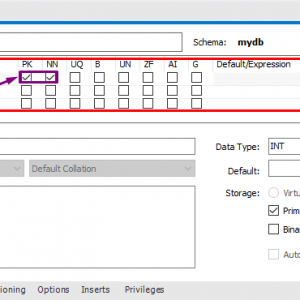 Schema: mydb
PK NN UQ B UN ZF AI G Default/Expression
Data Type: INT
Default Collation
Default:
Storage: Virtu
Prim
Bina
Auto
ioning Options Inserts Privileges